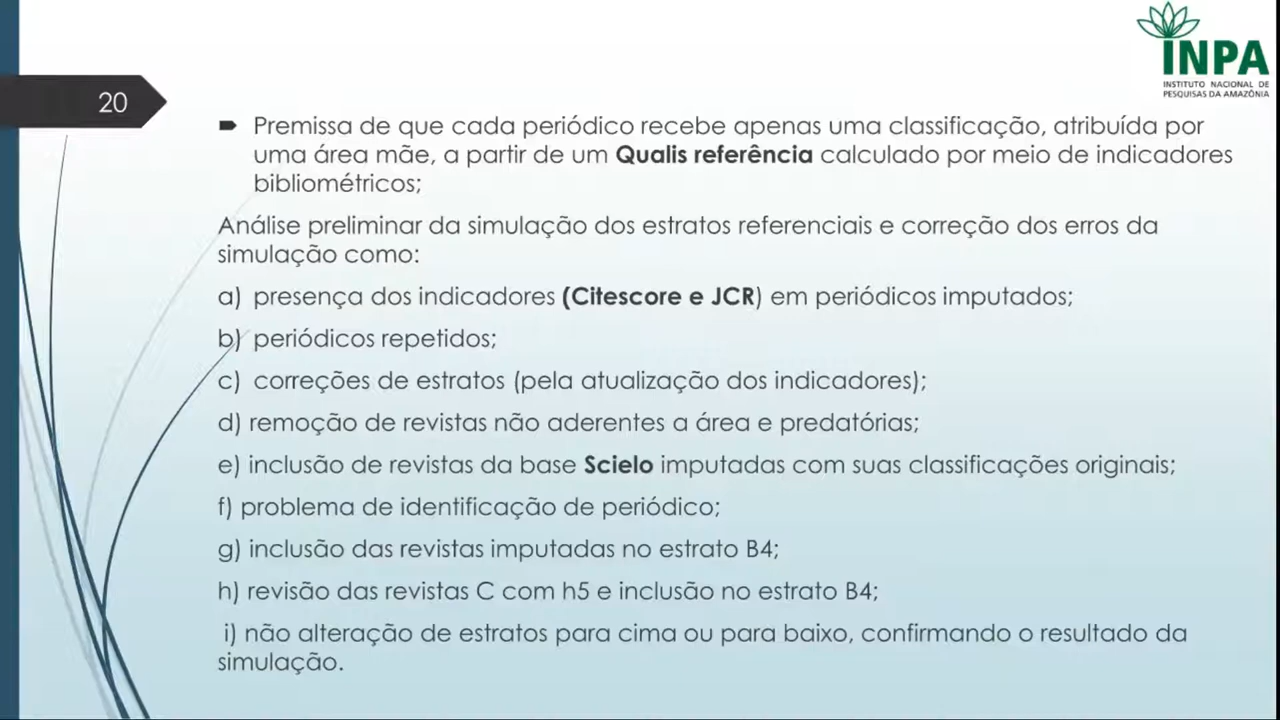 INPA
INSTITUTO NACIONAL DE
PESQUISAS DA AMAZÔNIA
20
Premissa de que cada periódico recebe apenas uma classificação, atribuída por
uma área mãe, a partir de um Qualis referência calculado por meio de indicadores
bibliométricos;
Análise preliminar da simulação dos estratos referenciais e correção dos erros da
simulação como:
a) presença dos indicadores (Citescore e JCR) em periódicos imputados;
b) periódicos repetidos;
c) correções de estratos (pela atualização dos indicadores);
d) remoção de revistas não aderentes a área e predatórias;
e) inclusão de revistas da base Scielo imputadas com suas classificações originais;
f) problema de identificação de periódico;
g) inclusão das revistas imputadas no estrato B4;
h) revisão das revistas C com h5 e inclusão no estrato B4;
i) não alteração de estratos para cima ou para baixo, confirmando o resultado da
simulação.